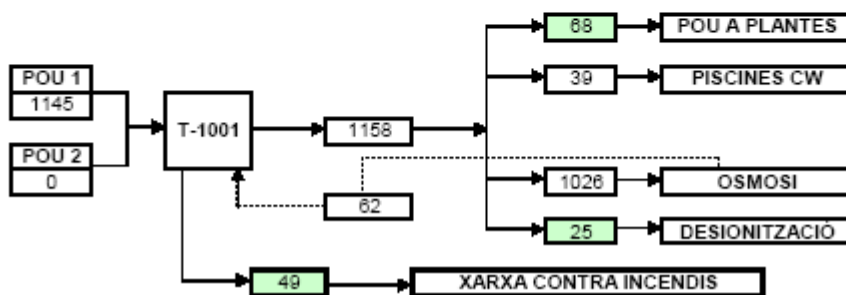 68
POU A PLANTES
POU 1
1145
39
PISCINES CW
T-1001
1158
POU 2
0
62
1026
OSMOSI
25
DESIONITZACIÓ
49
XARXA CONTRA INCENDIS